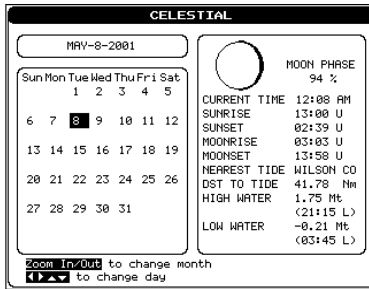 CELESTIAL
MAY-8-2001
Sun Mon Tue Wed Thu Fri Sat
1 2 3 4 5
6 7 8 9 10 11 12
13 14 15 16 17 18 19
20 21 22 23 24 25 26
27 28 29 30 31
MOON PHASE
94 %
CURRENT TIME 12:08 AM
SUNRISE 13:00 U
SUNSET 02:39 U
MOONRISE 03:03 U
MOONSET 13:58 U
NEAREST TIDE WILSON CO
DST TO TIDE 41.78 Nm
HIGH WATER 1.75 Mt
(21:15 L)
LOW WATER -0.21 Mt
(03:45 L)
Zoom In/Out to change month
◀▶▲▼ to change day